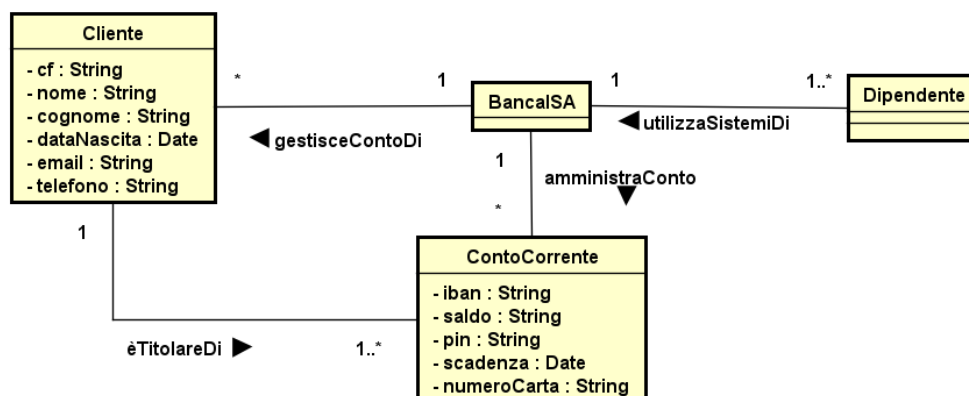 Cliente
- cf : String
- nome : String
- cognome : String
- dataNascita : Date
- email : String
- telefono : String
*
1
◄ gestisceContoDi
BancaISA
1
1..*
◄ utilizzaSistemiDi
Dipendente
1
amministraConto
▼
*
1
èTitolareDi ►
1..*
ContoCorrente
- iban : String
- saldo : String
- pin : String
- scadenza : Date
- numeroCarta : String